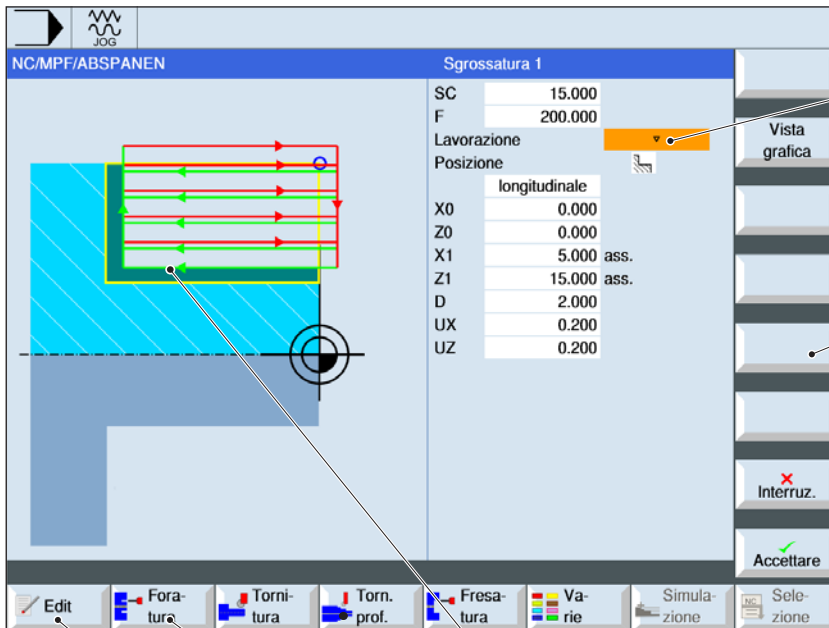 JOG
NC/MPF/ABSPANEN
Sgrossatura 1
SC 15.000
F 200.000
Lavorazione
Posizione
longitudinale
X0 0.000
Z0 0.000
X1 5.000 ass.
Z1 15.000 ass.
D 2.000
UX 0.200
UZ 0.200
Vista
grafica
Interruz.
Accettare
Edit
Fora-
tura
Torni-
tura
Torn.
prof.
Fresa-
tura
Va-
rie
Simula-
zione
NC
Sele-
zione